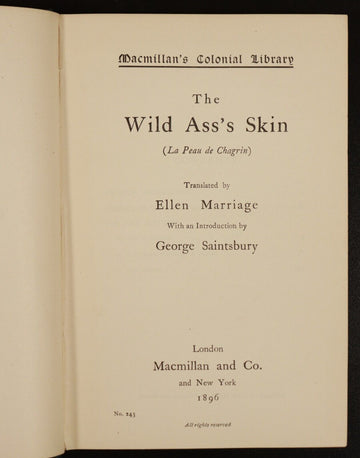 Macmillan's Colonial Library
The
Wild Ass's Skin
(La Peau de Chagrin)
Translated by
Ellen Marriage
With an Introduction by
George Saintsbury
London
Macmillan and Co.
and New York
1896
No. 243
All rights reserved